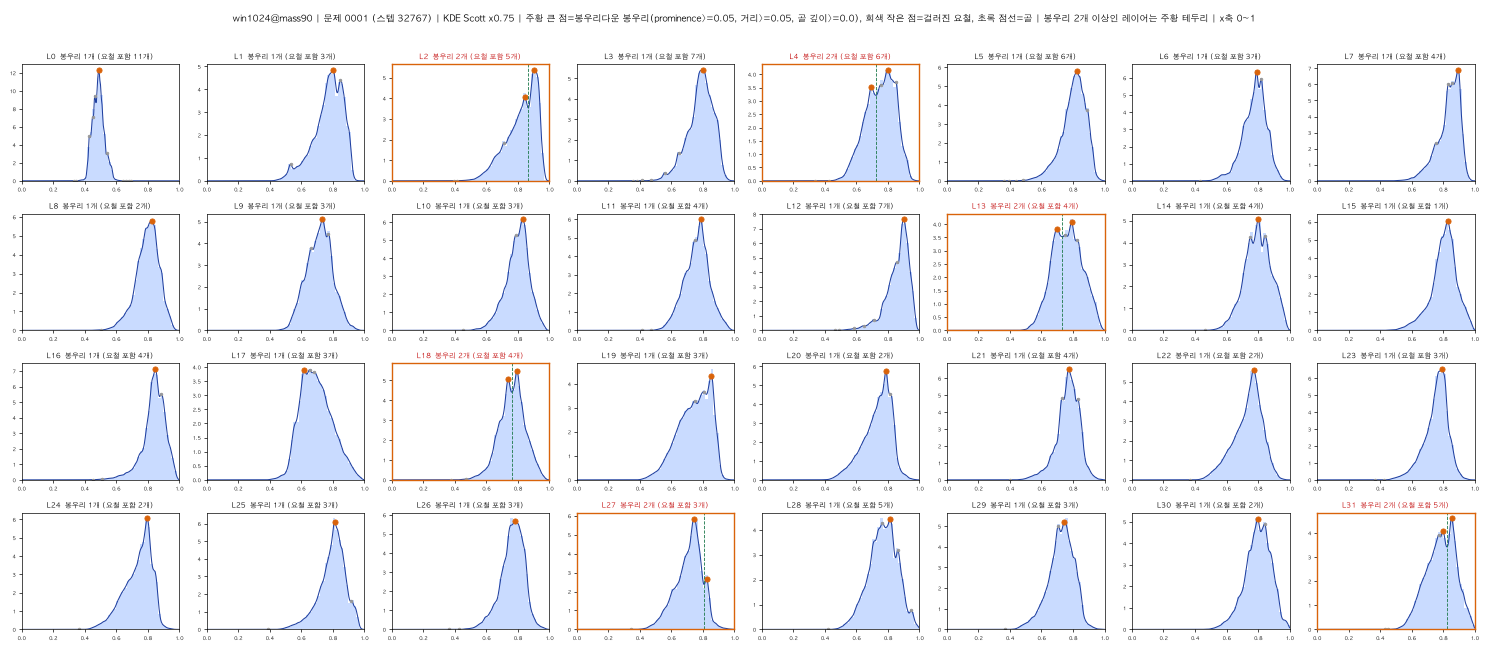 win1024@mass90 | 문제 0001 (스텝 32767) | KDE Scott x0.75 | 주황 큰 점=봉우리다운 봉우리(prominence>=0.05, 거리>=0.05, 골 깊이>=0.0), 회색 작은 점=걸러진 요철, 초록 점선=골 | 봉우리 2개 이상인 레이어는 주황 테두리 | x축 0~1
L0 봉우리 1개 (요철 포함 11개)
L1 봉우리 1개 (요철 포함 3개)
L2 봉우리 2개 (요철 포함 5개)
L3 봉우리 1개 (요철 포함 7개)
L4 봉우리 2개 (요철 포함 6개)
L5 봉우리 1개 (요철 포함 6개)
L6 봉우리 1개 (요철 포함 3개)
L7 봉우리 1개 (요철 포함 4개)
L8 봉우리 1개 (요철 포함 2개)
L9 봉우리 1개 (요철 포함 3개)
L10 봉우리 1개 (요철 포함 3개)
L11 봉우리 1개 (요철 포함 4개)
L12 봉우리 1개 (요철 포함 7개)
L13 봉우리 2개 (요철 포함 4개)
L14 봉우리 1개 (요철 포함 4개)
L15 봉우리 1개 (요철 포함 1개)
L16 봉우리 1개 (요철 포함 4개)
L17 봉우리 1개 (요철 포함 3개)
L18 봉우리 2개 (요철 포함 4개)
L19 봉우리 1개 (요철 포함 3개)
L20 봉우리 1개 (요철 포함 2개)
L21 봉우리 1개 (요철 포함 4개)
L22 봉우리 1개 (요철 포함 2개)
L23 봉우리 1개 (요철 포함 3개)
L24 봉우리 1개 (요철 포함 2개)
L25 봉우리 1개 (요철 포함 3개)
L26 봉우리 1개 (요철 포함 3개)
L27 봉우리 2개 (요철 포함 3개)
L28 봉우리 1개 (요철 포함 5개)
L29 봉우리 1개 (요철 포함 3개)
L30 봉우리 1개 (요철 포함 2개)
L31 봉우리 2개 (요철 포함 5개)